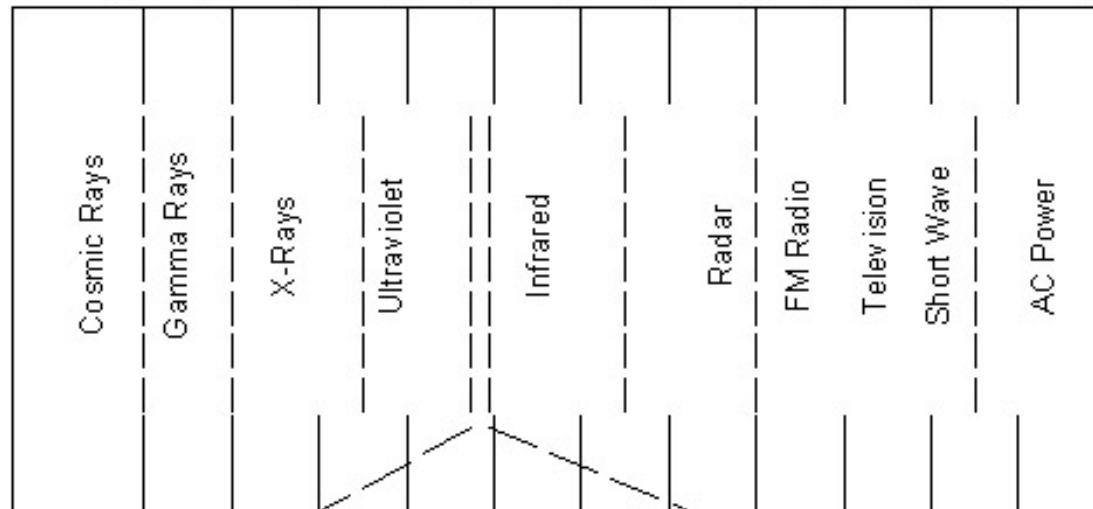 Cosmic Rays
Gamma Rays
X-Rays
Ultraviolet
Infrared
Radar
FM Radio
Television
Short Wave
AC Power